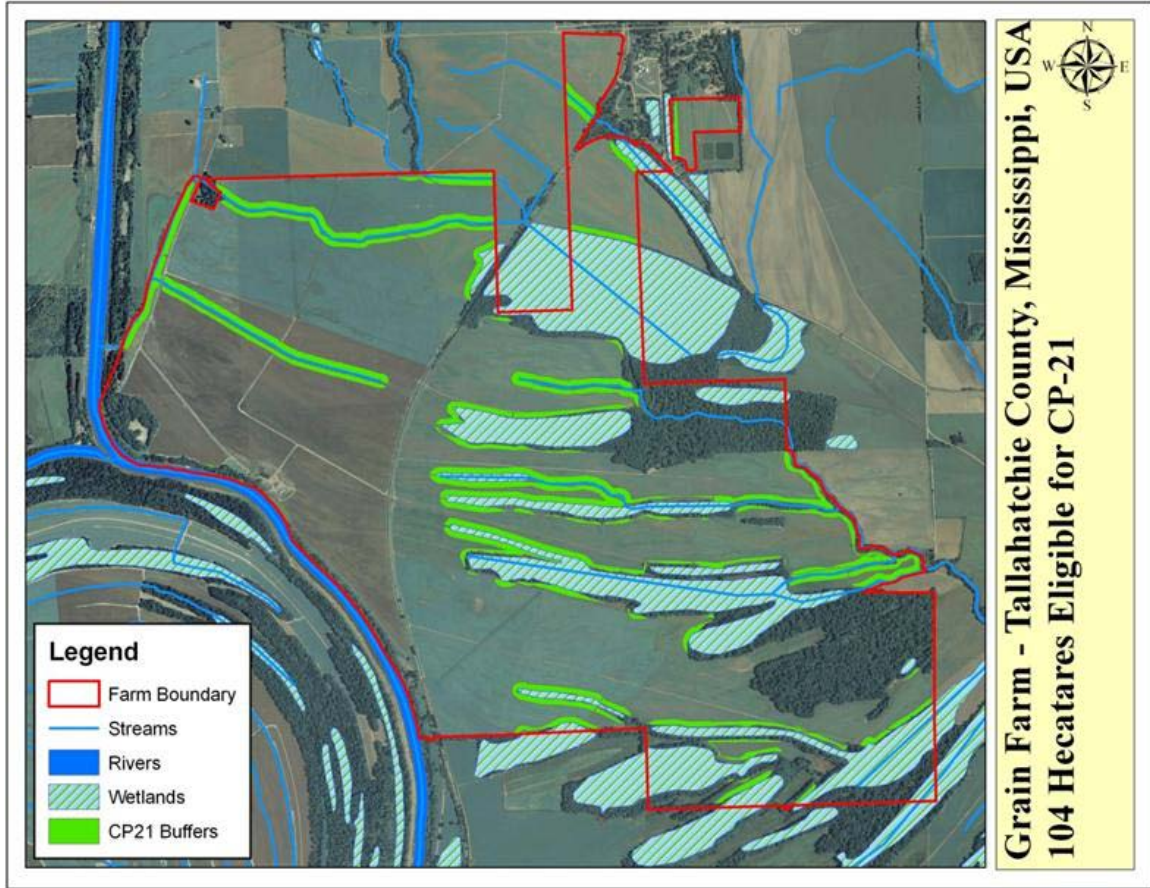 Grain Farm - Tallahatchie County, Mississippi, USA
104 Hecatares Eligible for CP-21
N
W E
S
Legend
Farm Boundary
Streams
Rivers
Wetlands
CP21 Buffers